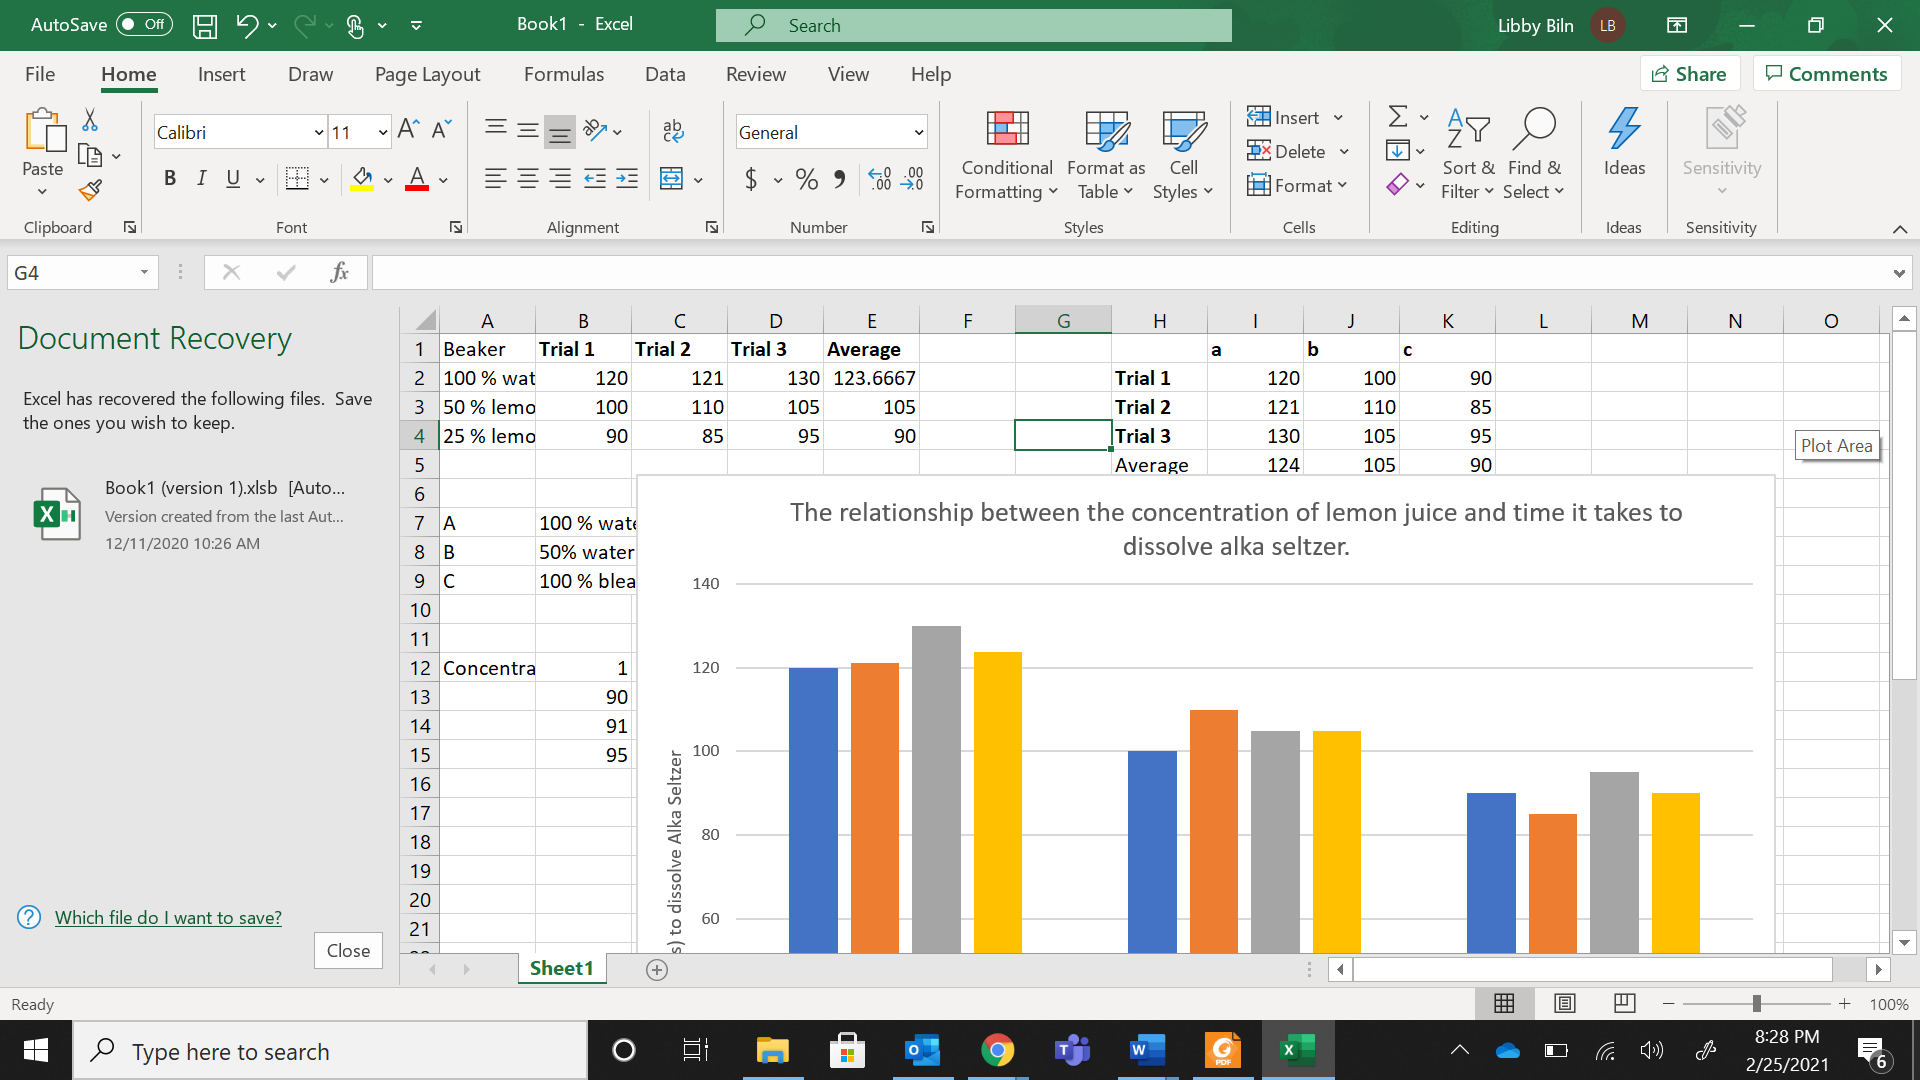 AutoSave Off Book1 - Excel Search Libby Biln LB
File Home Insert Draw Page Layout Formulas Data Review View Help Share Comments
Paste
Calibri 11
B I U
ab
General
$ % 9
Conditional Formatting
Format as Table
Cell Styles
Insert
Delete
Format
Sort & Filter
Find & Select
Ideas
Sensitivity
Clipboard Font Alignment Number Styles Cells Editing Ideas Sensitivity
G4 fx
Document Recovery
Excel has recovered the following files. Save
the ones you wish to keep.
Book1 (version 1).xlsb [Auto...
Version created from the last Aut...
12/11/2020 10:26 AM
Which file do I want to save?
Close
A B C D E F G H I J K L M N O
1 Beaker Trial 1 Trial 2 Trial 3 Average a b c
2 100 % wat 120 121 130 123.6667 Trial 1 120 100 90
3 50 % lemo 100 110 105 105 Trial 2 121 110 85
4 25 % lemo 90 85 95 90 Trial 3 130 105 95
5 Average 124 105 90
Plot Area
6
7 A 100 % wate
8 B 50% water
9 C 100 % blea
10
11
12 Concentra 1
13 90
14 91
15 95
16
17
18
19
20
21
The relationship between the concentration of lemon juice and time it takes to
dissolve alka seltzer.
140
120
100
80
60
s) to dissolve Alka Seltzer
Sheet1
Ready 100%
Type here to search
8:28 PM
2/25/2021
6